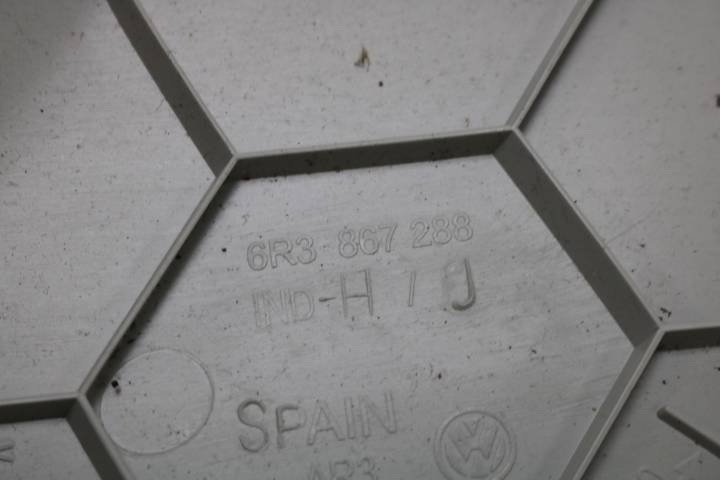 6R3 867 288
IND-H / J
SPAIN